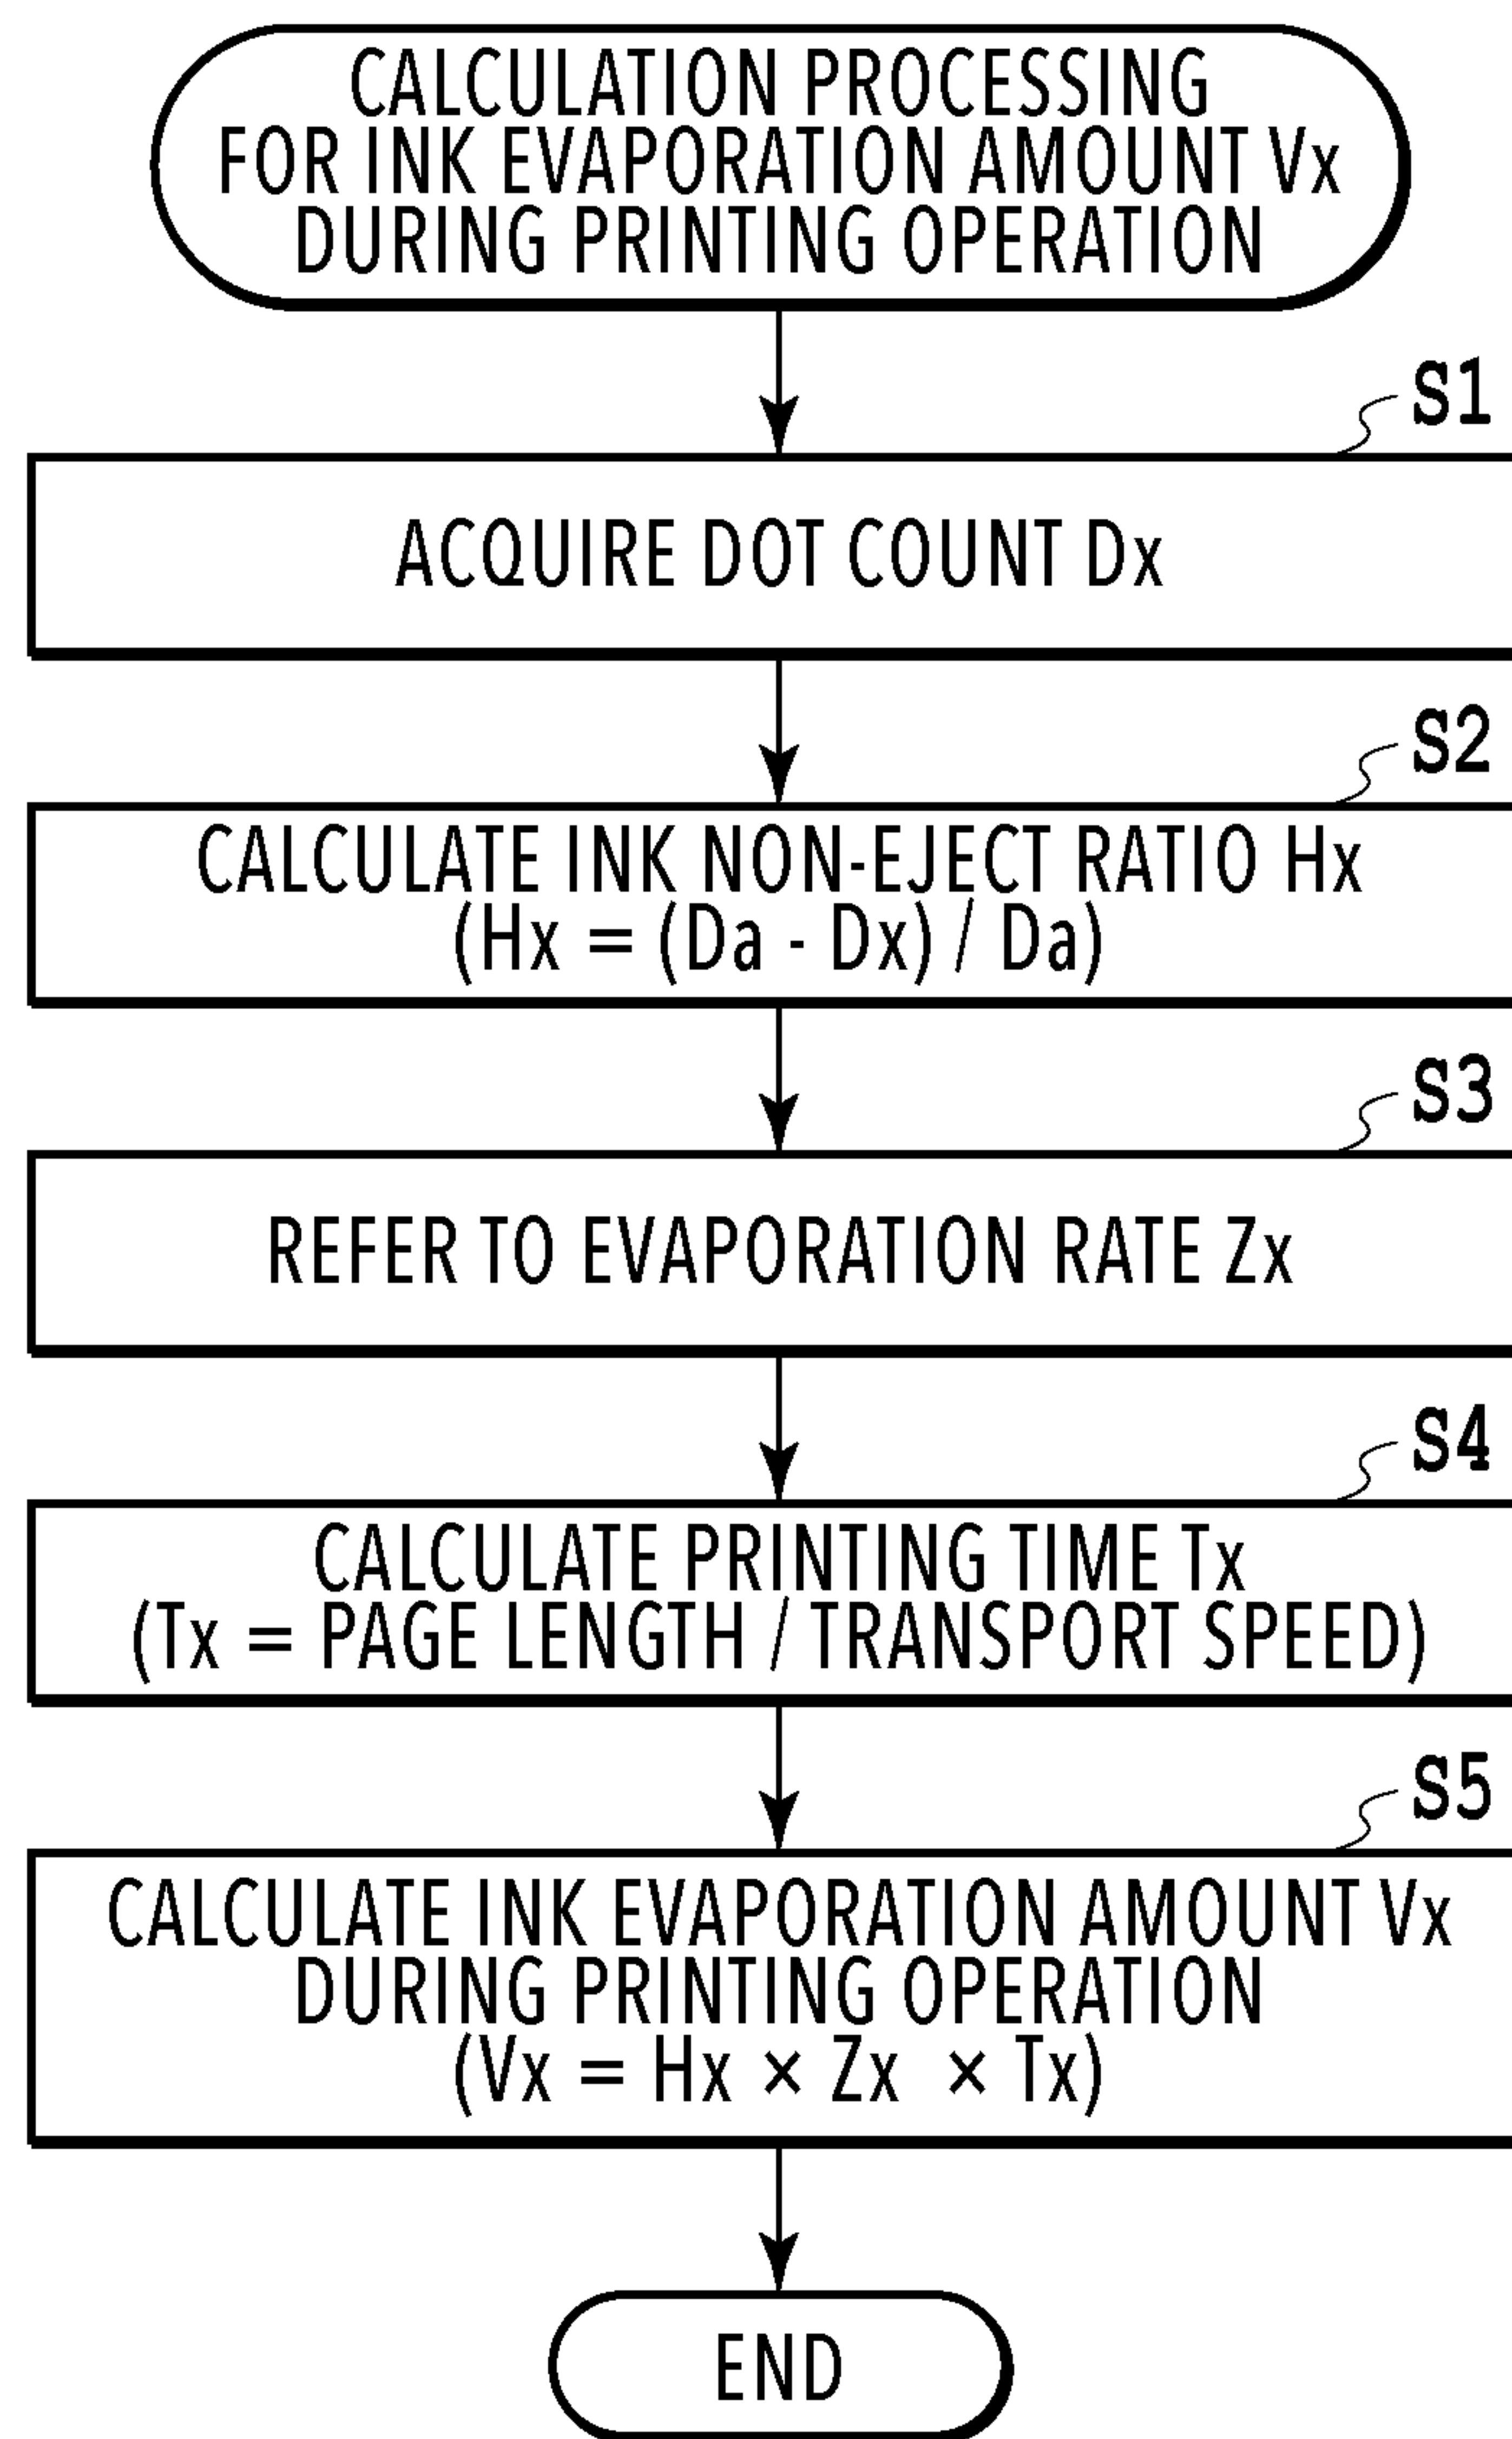 CALCULATION PROCESSING
FOR INK EVAPORATION AMOUNT Vx
DURING PRINTING OPERATION
S1
ACQUIRE DOT COUNT Dx
S2
CALCULATE INK NON-EJECT RATIO Hx
(Hx = (Da - Dx) / Da)
S3
REFER TO EVAPORATION RATE Zx
S4
CALCULATE PRINTING TIME Tx
(Tx = PAGE LENGTH / TRANSPORT SPEED)
S5
CALCULATE INK EVAPORATION AMOUNT Vx
DURING PRINTING OPERATION
(Vx = Hx × Zx × Tx)
END